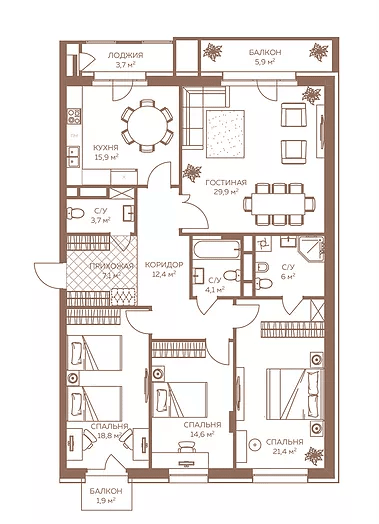 ЛОДЖИЯ
3,7 м²
БАЛКОН
5,9 м²
КУХНЯ
15,9 м²
ГОСТИНАЯ
29,9 м²
С/У
3,7 м²
ПРИХОЖАЯ
7,1 м²
КОРИДОР
12,4 м²
С/У
4,1 м²
С/У
6 м²
СПАЛЬНЯ
18,8 м²
СПАЛЬНЯ
14,6 м²
СПАЛЬНЯ
21,4 м²
БАЛКОН
1,9 м²